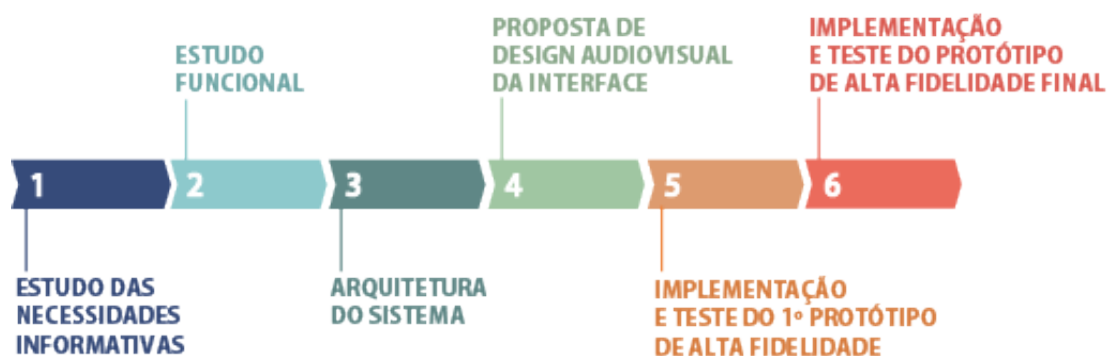 1
ESTUDO DAS
NECESSIDADES
INFORMATIVAS
2
ESTUDO
FUNCIONAL
3
ARQUITETURA
DO SISTEMA
4
PROPOSTA DE
DESIGN AUDIOVISUAL
DA INTERFACE
5
IMPLEMENTAÇÃO
E TESTE DO 1º PROTÓTIPO
DE ALTA FIDELIDADE
6
IMPLEMENTAÇÃO
E TESTE DO PROTÓTIPO
DE ALTA FIDELIDADE FINAL